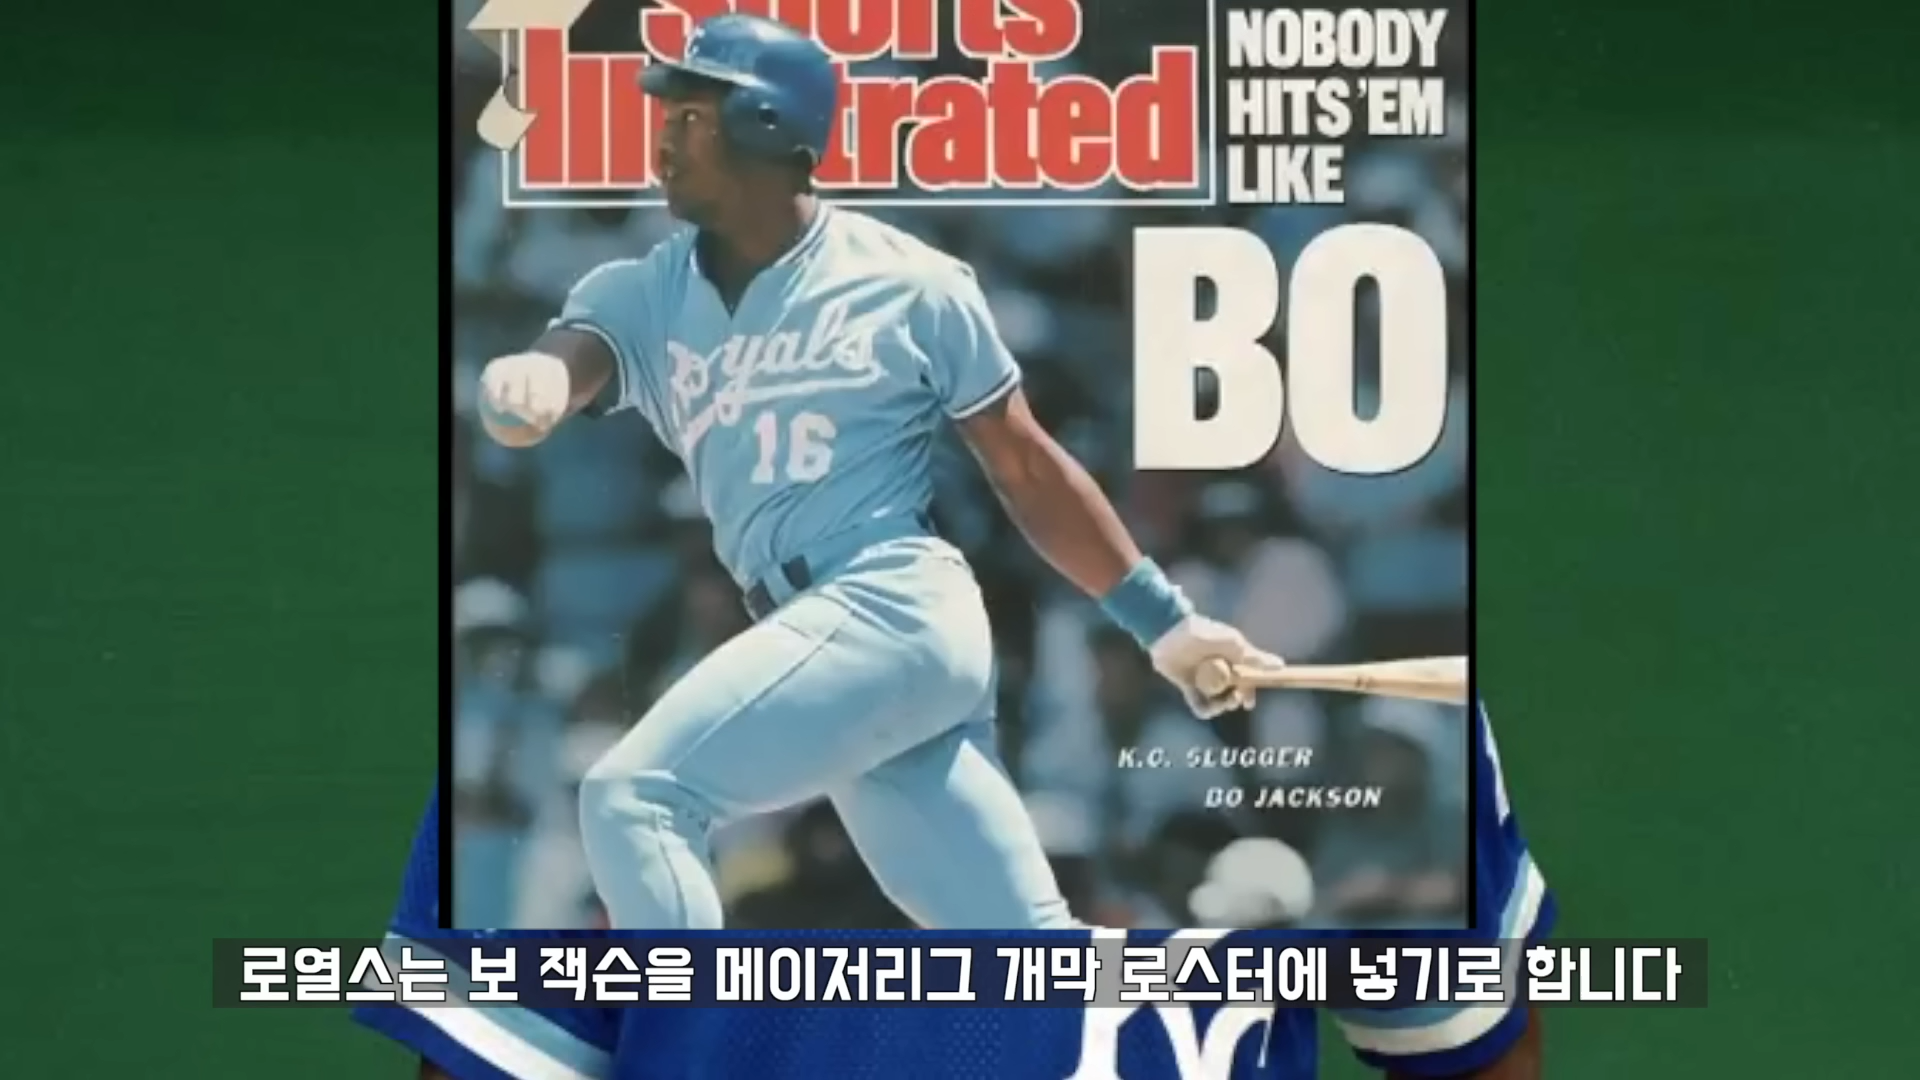 Sports
Illustrated
NOBODY
HITS 'EM
LIKE
BO
Royals
16
K.C. SLUGGER
BO JACKSON
로열스는 보 잭슨을 메이저리그 개막 로스터에 넣기로 합니다